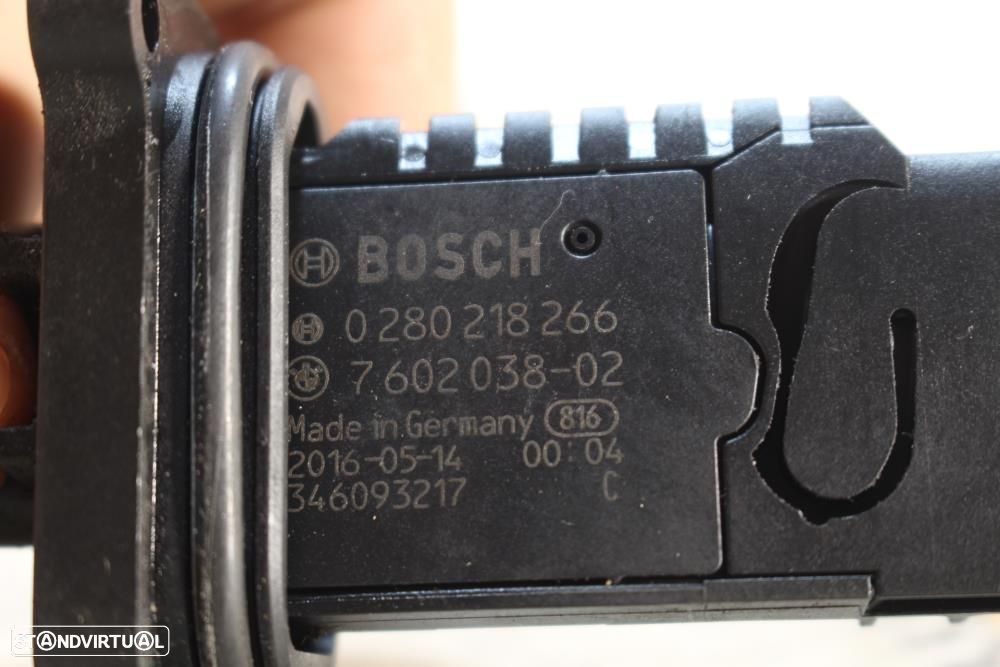 BOSCH
0 280 218 266
7 602 038-02
Made in Germany 816
2016-05-14 00:04
346093217 C
STANDVIRTUAL